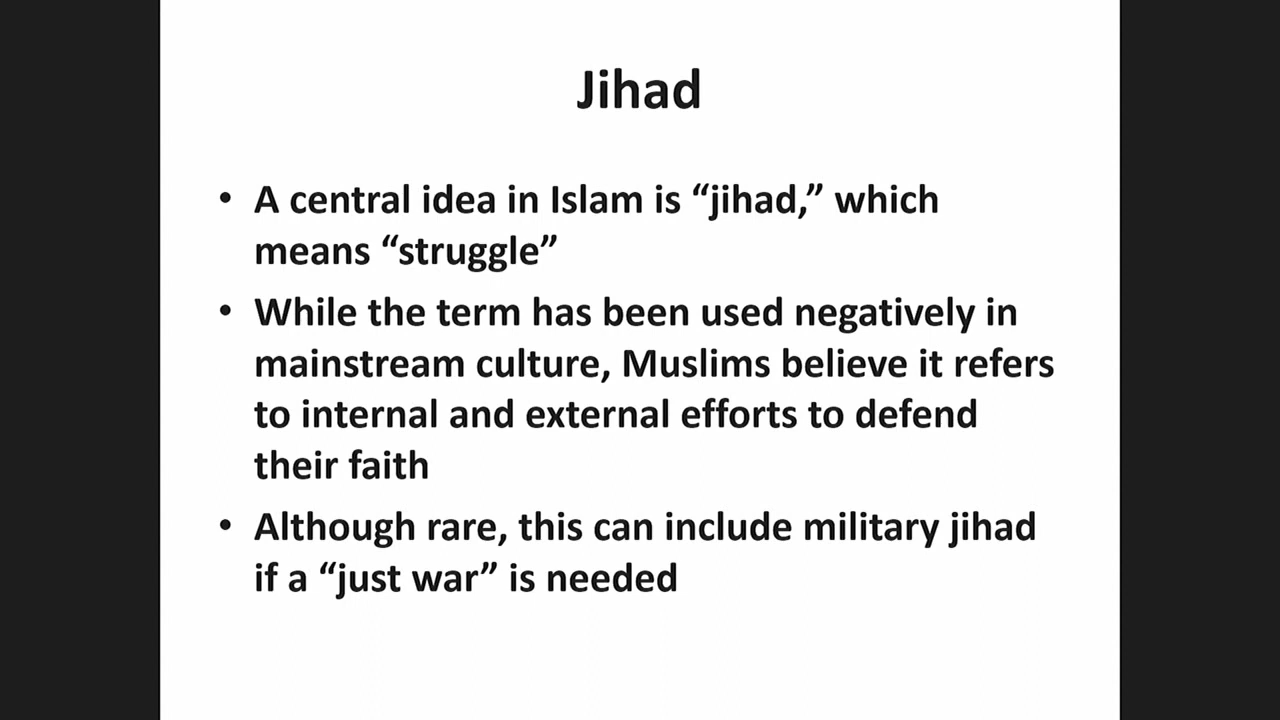 Jihad
• A central idea in Islam is “jihad,” which
means “struggle”
• While the term has been used negatively in
mainstream culture, Muslims believe it refers
to internal and external efforts to defend
their faith
• Although rare, this can include military jihad
if a “just war” is needed